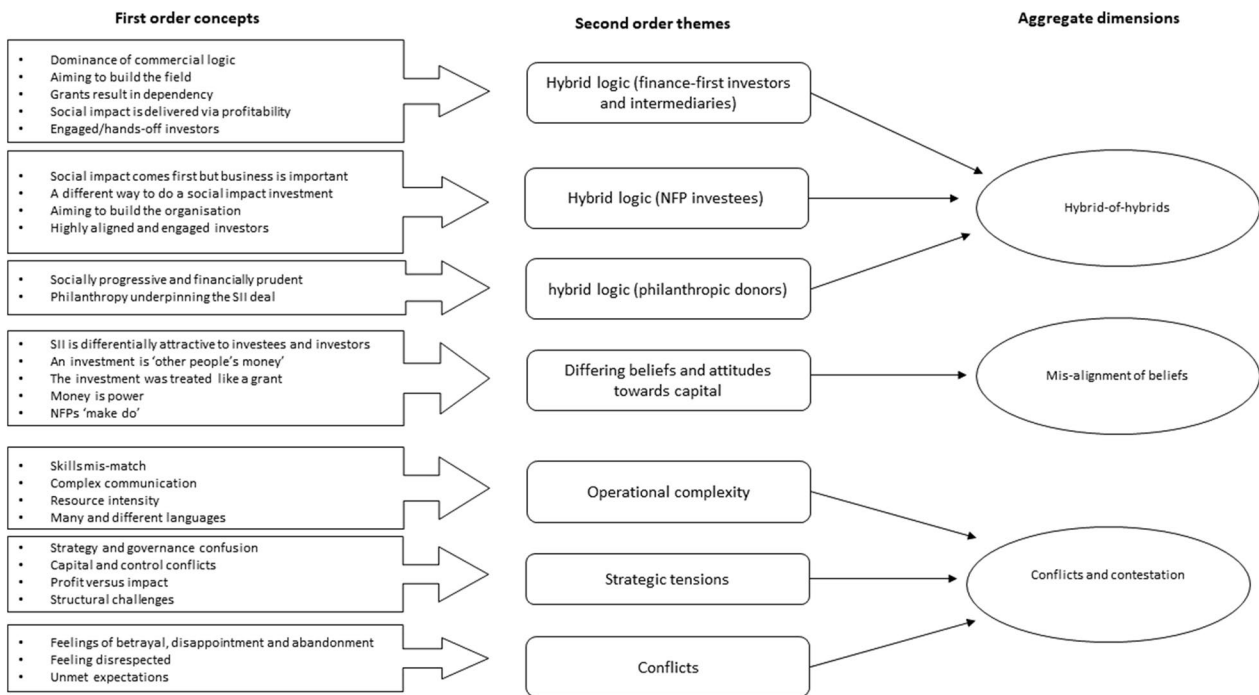 First order concepts
Second order themes
Aggregate dimensions
• Dominance of commercial logic
• Aiming to build the field
• Grants result in dependency
• Social impact is delivered via profitability
• Engaged/hands-off investors
Hybrid logic (finance-first investors
and intermediaries)
• Social impact comes first but business is important
• A different way to do a social impact investment
• Aiming to build the organisation
• Highly aligned and engaged investors
Hybrid logic (NFP investees)
Hybrid-of-hybrids
• Socially progressive and financially prudent
• Philanthropy underpinning the SII deal
hybrid logic (philanthropic donors)
• SII is differentially attractive to investees and investors
• An investment is ‘other people’s money’
• The investment was treated like a grant
• Money is power
• NFPs ‘make do’
Differing beliefs and attitudes
towards capital
Mis-alignment of beliefs
• Skills mis-match
• Complex communication
• Resource intensity
• Many and different languages
Operational complexity
• Strategy and governance confusion
• Capital and control conflicts
• Profit versus impact
• Structural challenges
Strategic tensions
Conflicts and contestation
• Feelings of betrayal, disappointment and abandonment
• Feeling disrespected
• Unmet expectations
Conflicts